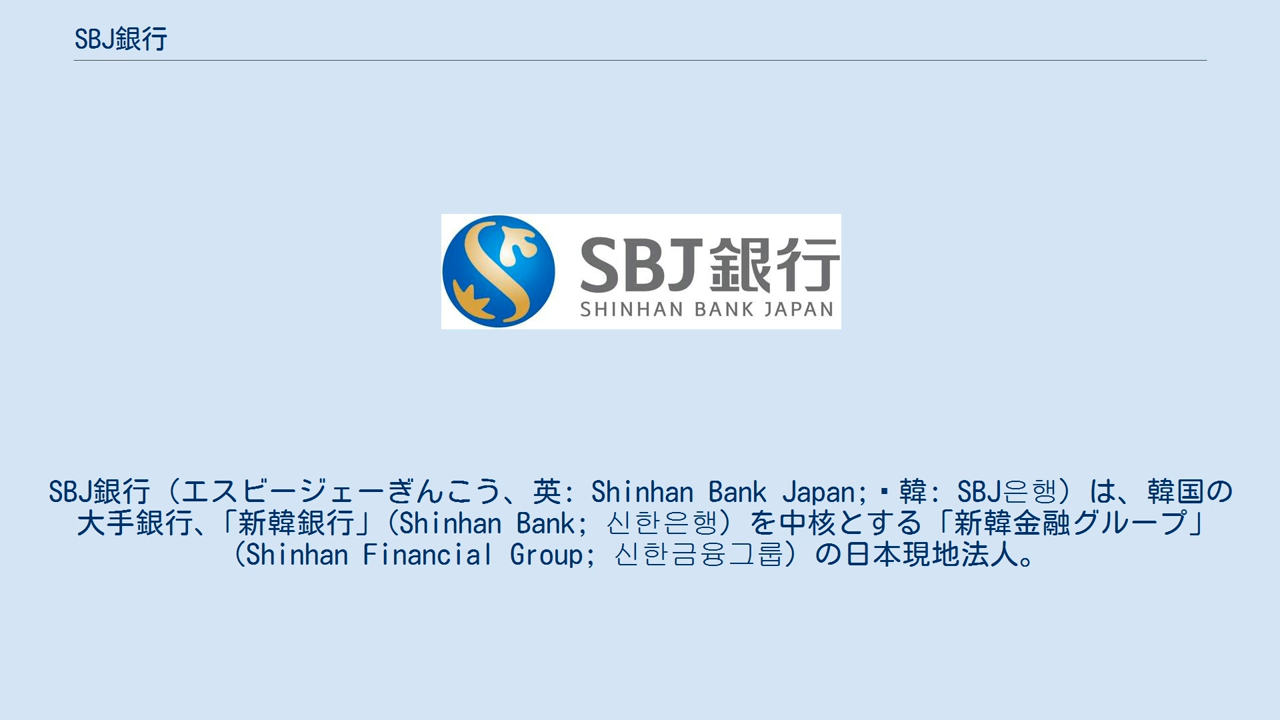 SBJ銀行
SBJ銀行
SHINHAN BANK JAPAN
SBJ銀行（エスビージェーぎんこう、英: Shinhan Bank Japan;▪韓: SBJ은행）は、韓国の
大手銀行、「新韓銀行」（Shinhan Bank; 신한은행）を中核とする「新韓金融グループ」
（Shinhan Financial Group; 신한금융그룹）の日本現地法人。